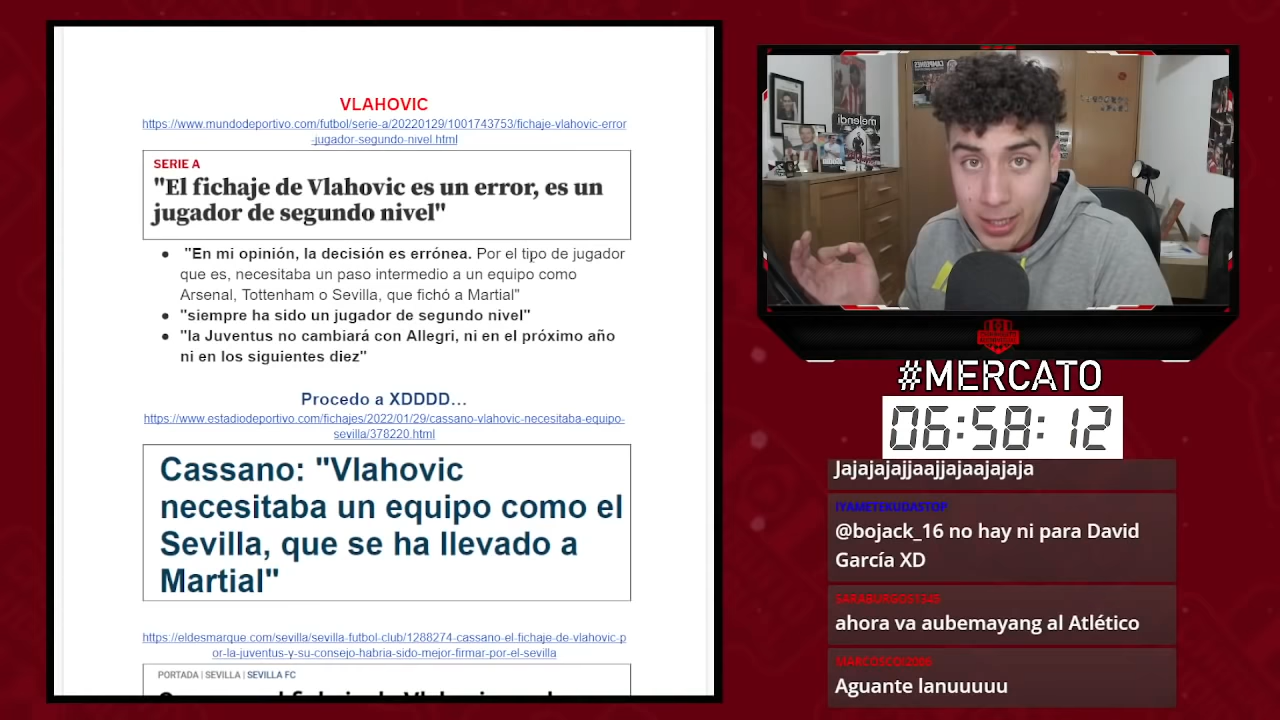 VLAHOVIC
https://www.mundodeportivo.com/futbol/serie-a/20220129/1001743753/fichaje-vlahovic-error
-jugador-segundo-nivel.html
SERIE A
"El fichaje de Vlahovic es un error, es un
jugador de segundo nivel"
● "En mi opinión, la decisión es errónea. Por el tipo de jugador
que es, necesitaba un paso intermedio a un equipo como
Arsenal, Tottenham o Sevilla, que fichó a Martial"
● "siempre ha sido un jugador de segundo nivel"
● "la Juventus no cambiará con Allegri, ni en el próximo año
ni en los siguientes diez"
Procedo a XDDDD…
https://www.estadiodeportivo.com/fichajes/2022/01/29/cassano-vlahovic-necesitaba-equipo-
sevilla/378220.html
Cassano: "Vlahovic
necesitaba un equipo como el
Sevilla, que se ha llevado a
Martial"
https://eldesmarque.com/sevilla/sevilla-futbol-club/1288274-cassano-el-fichaje-de-vlahovic-p
or-la-juventus-y-su-consejo-habria-sido-mejor-firmar-por-el-sevilla
PORTADA | SEVILLA | SEVILLA FC
melendi
#MERCATO
06:58:12
Jajajajajjaajjajaajajaja
IYAMETEKUDASTOP
@bojack_16 no hay ni para David
García XD
SARABURGOS1345
ahora va aubemayang al Atlético
MARCOSCOI2006
Aguante lanuuuuu